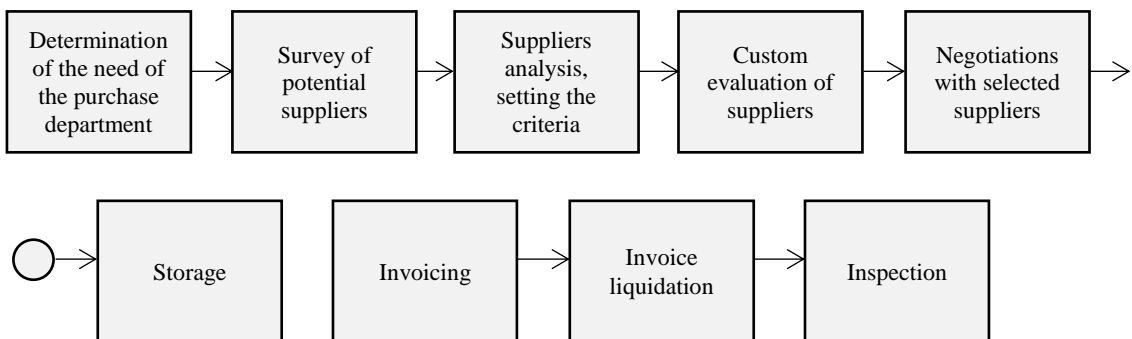 Determination
of the need of
the purchase
department
Survey of
potential
suppliers
Suppliers
analysis,
setting the
criteria
Custom
evaluation of
suppliers
Negotiations
with selected
suppliers
Storage
Invoicing
Invoice
liquidation
Inspection